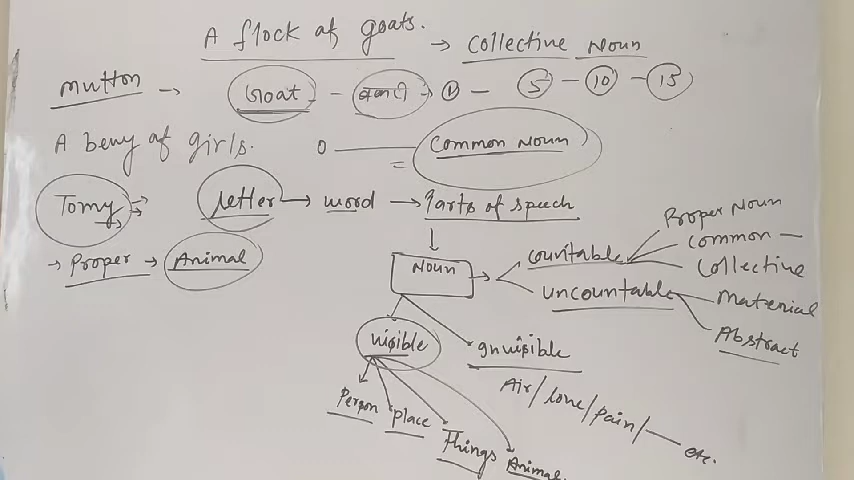 A flock of goats. → collective Noun
mutton → Goat - बकरी → ① - 5 - 10 - 15
A beny of girls. 0 — common Noun
=
Tomy → letter → word → Parts of speech
→ Proper → Animal
Noun → countable
Proper Noun
common —
collective
uncountable
material
Abstract
visible
invisible
Air/love/pain/— etc.
Person
place
Things
Animal.